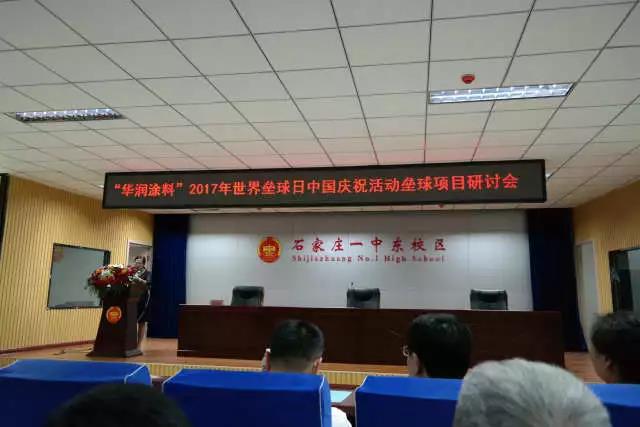 “华润涂料”2017年世界垒球日中国庆祝活动垒球项目研讨会
石家庄一中东校区
Shijiazhuang No.1 High School